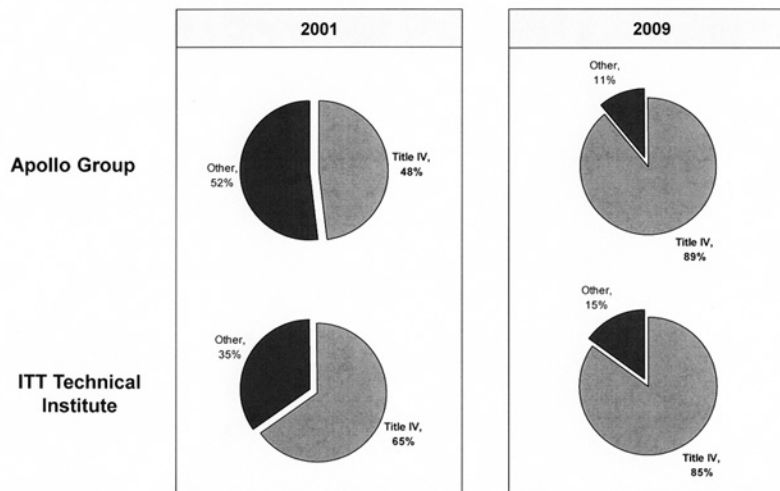 2001
2009
Apollo Group
Other,
52%
Title IV,
48%
Other,
11%
Title IV,
89%
ITT Technical
Institute
Other,
35%
Title IV,
65%
Other,
15%
Title IV,
85%